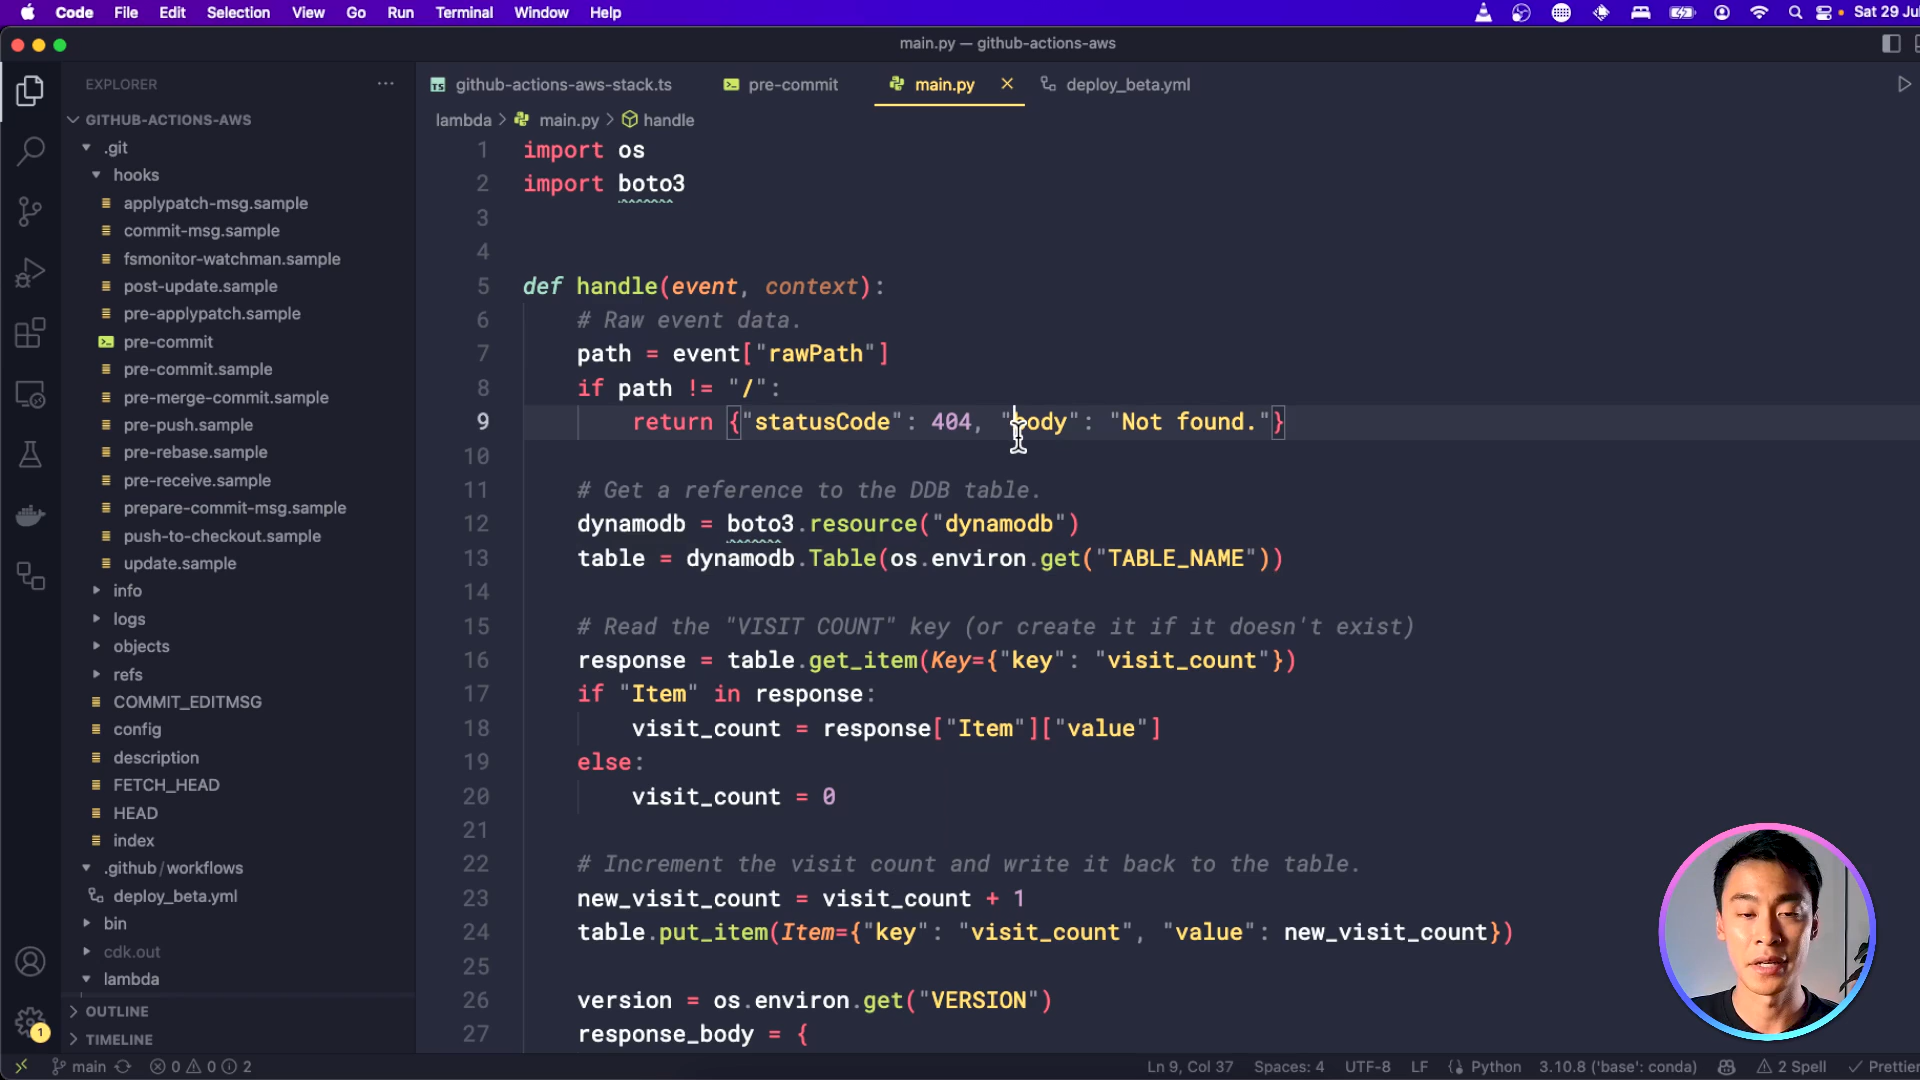 Code File Edit Selection View Go Run Terminal Window Help
Sat 29 Jul
main.py — github-actions-aws
EXPLORER
GITHUB-ACTIONS-AWS
.git
hooks
applypatch-msg.sample
commit-msg.sample
fsmonitor-watchman.sample
post-update.sample
pre-applypatch.sample
pre-commit
pre-commit.sample
pre-merge-commit.sample
pre-push.sample
pre-rebase.sample
pre-receive.sample
prepare-commit-msg.sample
push-to-checkout.sample
update.sample
info
logs
objects
refs
COMMIT_EDITMSG
config
description
FETCH_HEAD
HEAD
index
.github/workflows
deploy_beta.yml
bin
cdk.out
lambda
OUTLINE
TIMELINE
1
TS github-actions-aws-stack.ts pre-commit main.py deploy_beta.yml
lambda > main.py > handle
1 import os
2 import boto3
3
4
5 def handle(event, context):
6 # Raw event data.
7 path = event["rawPath"]
8 if path != "/":
9 return {"statusCode": 404, "body": "Not found."}
10
11 # Get a reference to the DDB table.
12 dynamodb = boto3.resource("dynamodb")
13 table = dynamodb.Table(os.environ.get("TABLE_NAME"))
14
15 # Read the "VISIT COUNT" key (or create it if it doesn't exist)
16 response = table.get_item(Key={"key": "visit_count"})
17 if "Item" in response:
18 visit_count = response["Item"]["value"]
19 else:
20 visit_count = 0
21
22 # Increment the visit count and write it back to the table.
23 new_visit_count = visit_count + 1
24 table.put_item(Item={"key": "visit_count", "value": new_visit_count})
25
26 version = os.environ.get("VERSION")
27 response_body = {
main 0 0 2 Ln 9, Col 37 Spaces: 4 UTF-8 LF Python 3.10.8 ('base': conda) 2 Spell Prettier